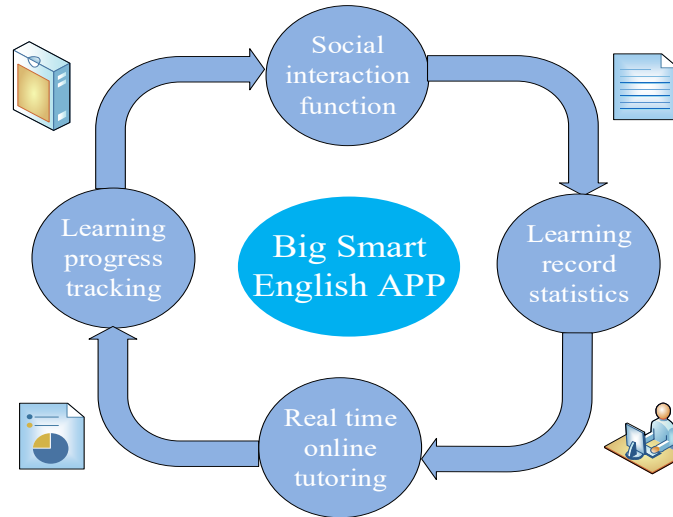 Social
interaction
function
Learning
progress
tracking
Big Smart
English APP
Learning
record
statistics
Real time
online
tutoring